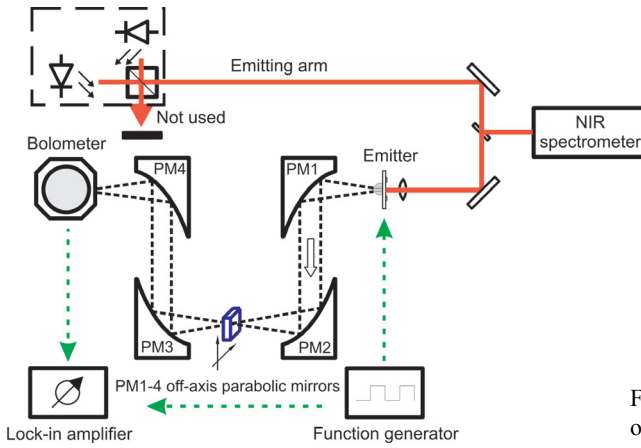 Emitting arm
Not used
NIR
spectrometer
Bolometer
PM4
PM1
Emitter
PM3
PM2
PM1-4 off-axis parabolic mirrors
Lock-in amplifier
Function generator
F
o